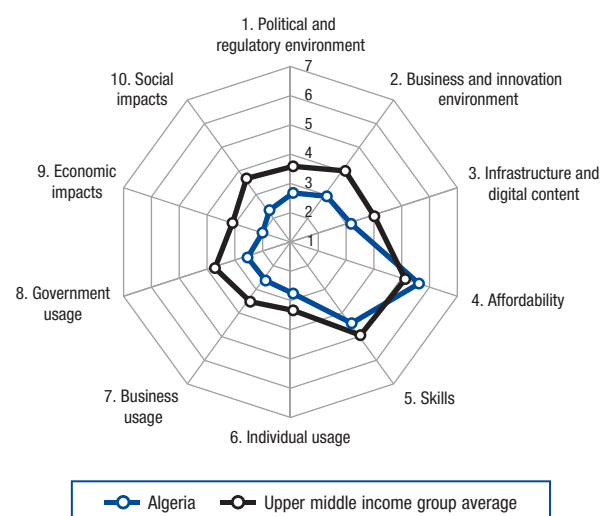 1. Political and
regulatory environment
2. Business and innovation
environment
3. Infrastructure and
digital content
4. Affordability
5. Skills
6. Individual usage
7. Business
usage
8. Government
usage
9. Economic
impacts
10. Social
impacts
7
6
5
4
3
2
1
Algeria
Upper middle income group average